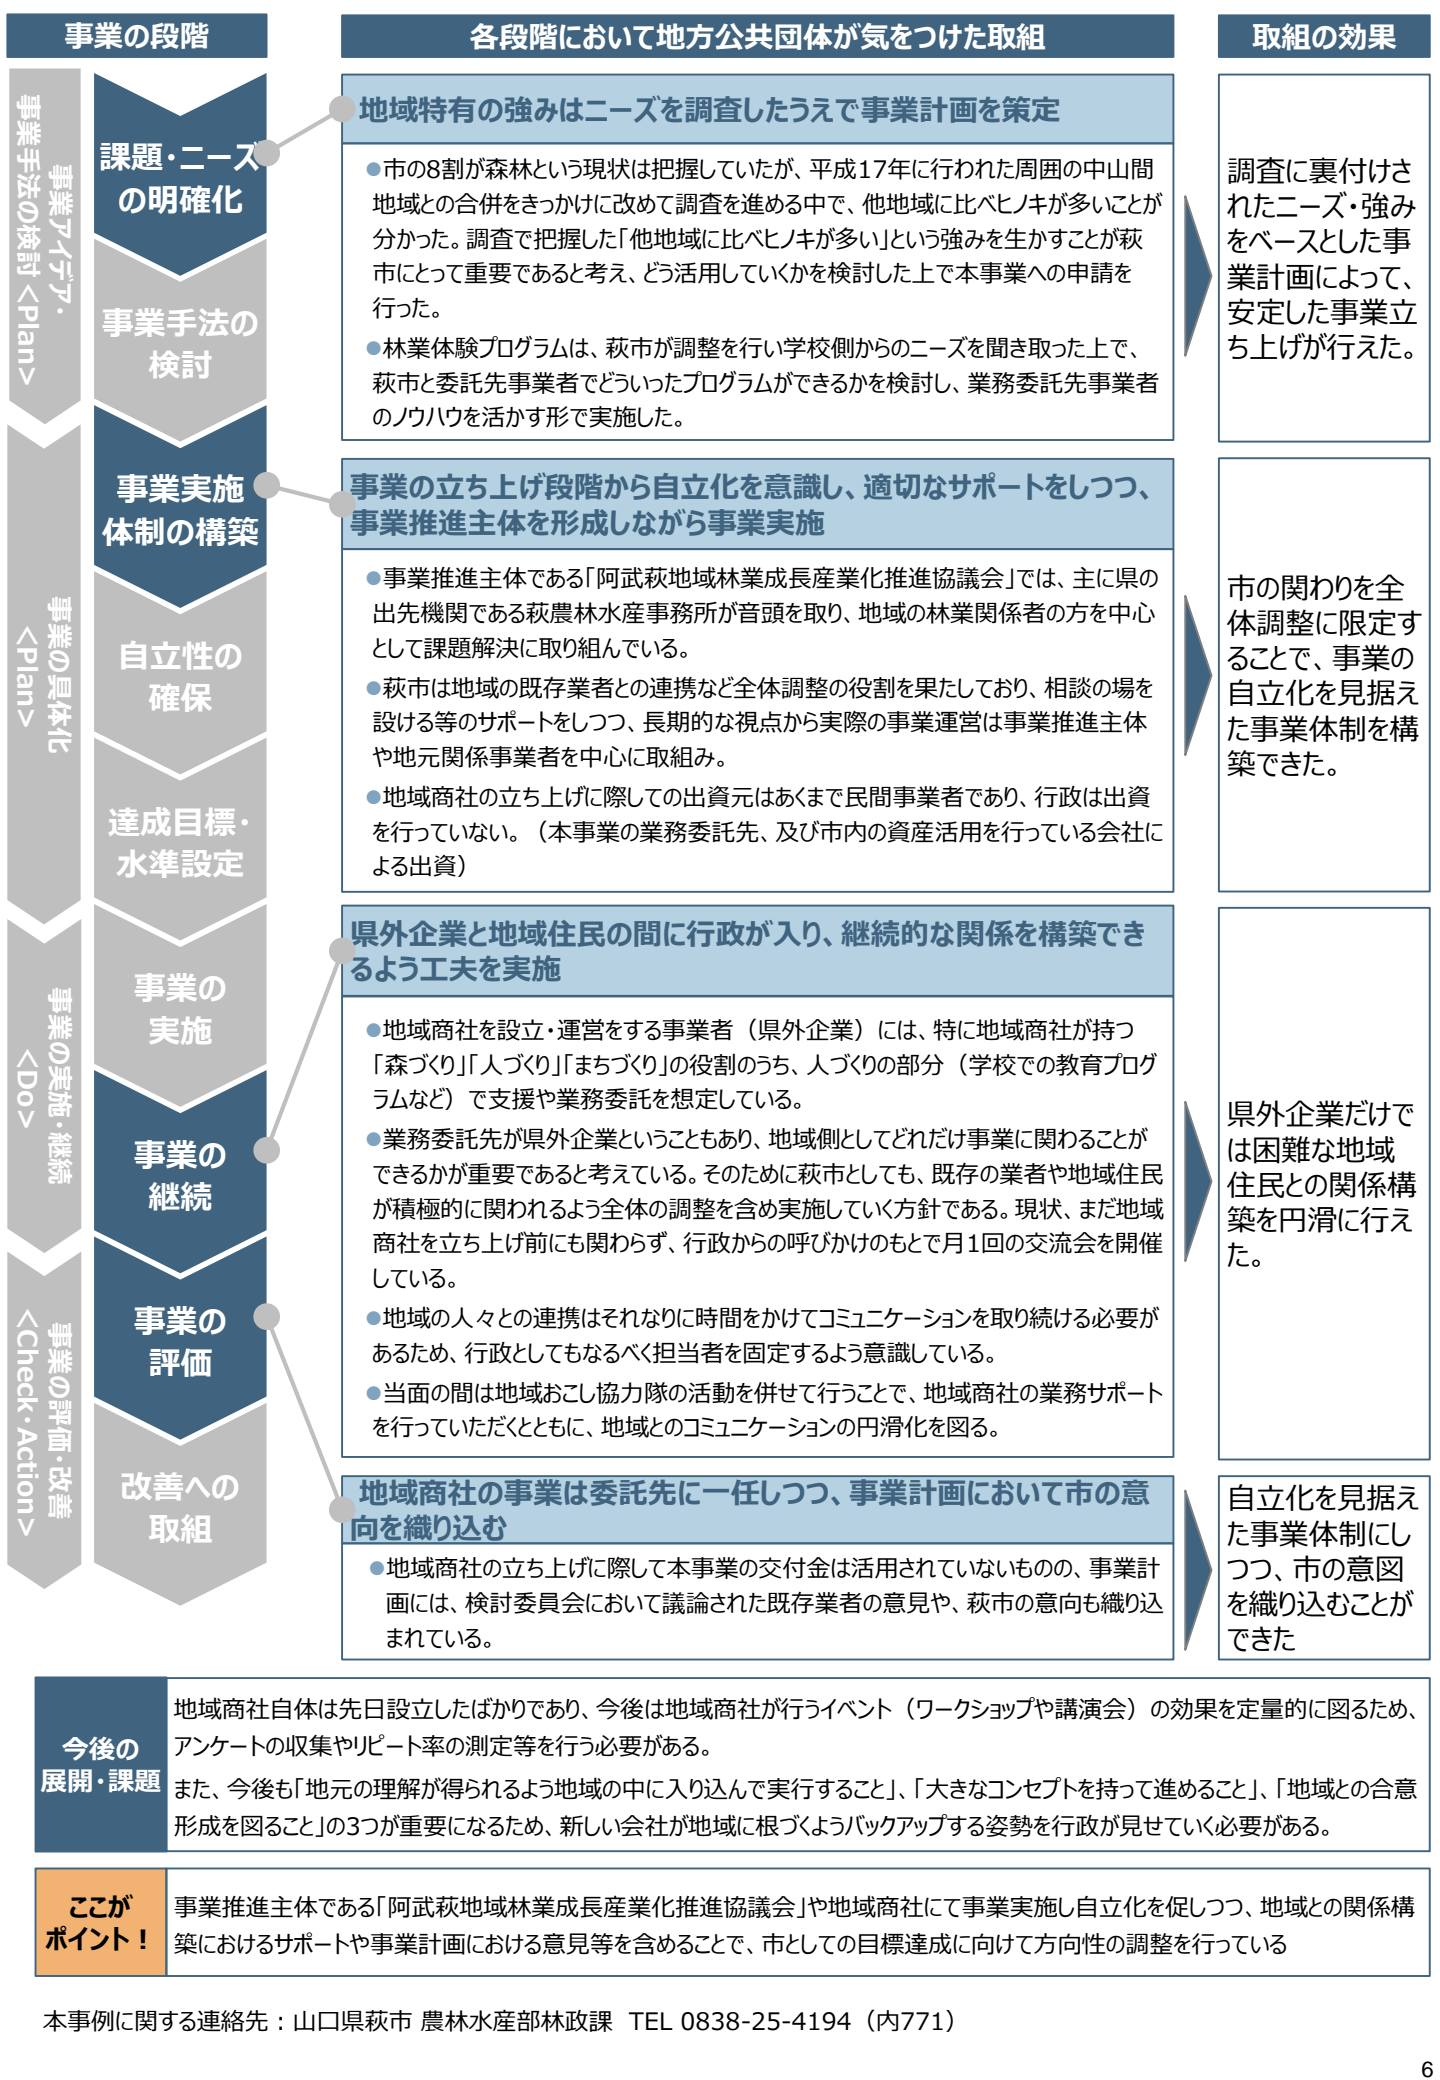 事業の段階
各段階において地方公共団体が気をつけた取組
取組の効果
事業アイデア・
事業手法の検討 <Plan>
課題・ニーズ
の明確化
事業手法の
検討
地域特有の強みはニーズを調査したうえで事業計画を策定
●市の8割が森林という現状は把握していたが、平成17年に行われた周囲の中山間
地域との合併をきっかけに改めて調査を進める中で、他地域に比べヒノキが多いことが
分かった。調査で把握した「他地域に比べヒノキが多い」という強みを生かすことが萩
市にとって重要であると考え、どう活用していくかを検討した上で本事業への申請を
行った。
●林業体験プログラムは、萩市が調整を行い学校側からのニーズを聞き取った上で、
萩市と委託先事業者でどういったプログラムができるかを検討し、業務委託先事業者
のノウハウを活かす形で実施した。
調査に裏付けさ
れたニーズ・強み
をベースとした事
業計画によって、
安定した事業立
ち上げが行えた。
事業の具体化
<Plan>
事業実施
体制の構築
自立性の
確保
達成目標・
水準設定
事業の立ち上げ段階から自立化を意識し、適切なサポートをしつつ、
事業推進主体を形成しながら事業実施
●事業推進主体である「阿武萩地域林業成長産業化推進協議会」では、主に県の
出先機関である萩農林水産事務所が音頭を取り、地域の林業関係者の方を中心
として課題解決に取り組んでいる。
●萩市は地域の既存業者との連携など全体調整の役割を果たしており、相談の場を
設ける等のサポートをしつつ、長期的な視点から実際の事業運営は事業推進主体
や地元関係事業者を中心に取組み。
●地域商社の立ち上げに際しての出資元はあくまで民間事業者であり、行政は出資
を行っていない。（本事業の業務委託先、及び市内の資産活用を行っている会社に
よる出資）
市の関わりを全
体調整に限定す
ることで、事業の
自立化を見据え
た事業体制を構
築できた。
事業の実施・継続
<Do>
事業の
実施
事業の
継続
県外企業と地域住民の間に行政が入り、継続的な関係を構築でき
るよう工夫を実施
●地域商社を設立・運営をする事業者（県外企業）には、特に地域商社が持つ
「森づくり」「人づくり」「まちづくり」の役割のうち、人づくりの部分（学校での教育プログ
ラムなど）で支援や業務委託を想定している。
●業務委託先が県外企業ということもあり、地域側としてどれだけ事業に関わることが
できるかが重要であると考えている。そのために萩市としても、既存の業者や地域住民
が積極的に関われるよう全体の調整を含め実施していく方針である。現状、まだ地域
商社を立ち上げ前にも関わらず、行政からの呼びかけのもとで月1回の交流会を開催
している。
●地域の人々との連携はそれなりに時間をかけてコミュニケーションを取り続ける必要が
あるため、行政としてもなるべく担当者を固定するよう意識している。
●当面の間は地域おこし協力隊の活動を併せて行うことで、地域商社の業務サポート
を行っていただくとともに、地域とのコミュニケーションの円滑化を図る。
県外企業だけで
は困難な地域
住民との関係構
築を円滑に行え
た。
事業の評価・改善
<Check・Action>
事業の
評価
改善への
取組
地域商社の事業は委託先に一任しつつ、事業計画において市の意
向を織り込む
●地域商社の立ち上げに際して本事業の交付金は活用されていないものの、事業計
画には、検討委員会において議論された既存業者の意見や、萩市の意向も織り込
まれている。
自立化を見据え
た事業体制にし
つつ、市の意図
を織り込むことが
できた
今後の
展開・課題
地域商社自体は先日設立したばかりであり、今後は地域商社が行うイベント（ワークショップや講演会）の効果を定量的に図るため、
アンケートの収集やリピート率の測定等を行う必要がある。
また、今後も「地元の理解が得られるよう地域の中に入り込んで実行すること」、「大きなコンセプトを持って進めること」、「地域との合意
形成を図ること」の3つが重要になるため、新しい会社が地域に根づくようバックアップする姿勢を行政が見せていく必要がある。
ここが
ポイント！
事業推進主体である「阿武萩地域林業成長産業化推進協議会」や地域商社にて事業実施し自立化を促しつつ、地域との関係構
築におけるサポートや事業計画における意見等を含めることで、市としての目標達成に向けて方向性の調整を行っている
本事例に関する連絡先：山口県萩市 農林水産部林政課 TEL 0838-25-4194（内771）
6